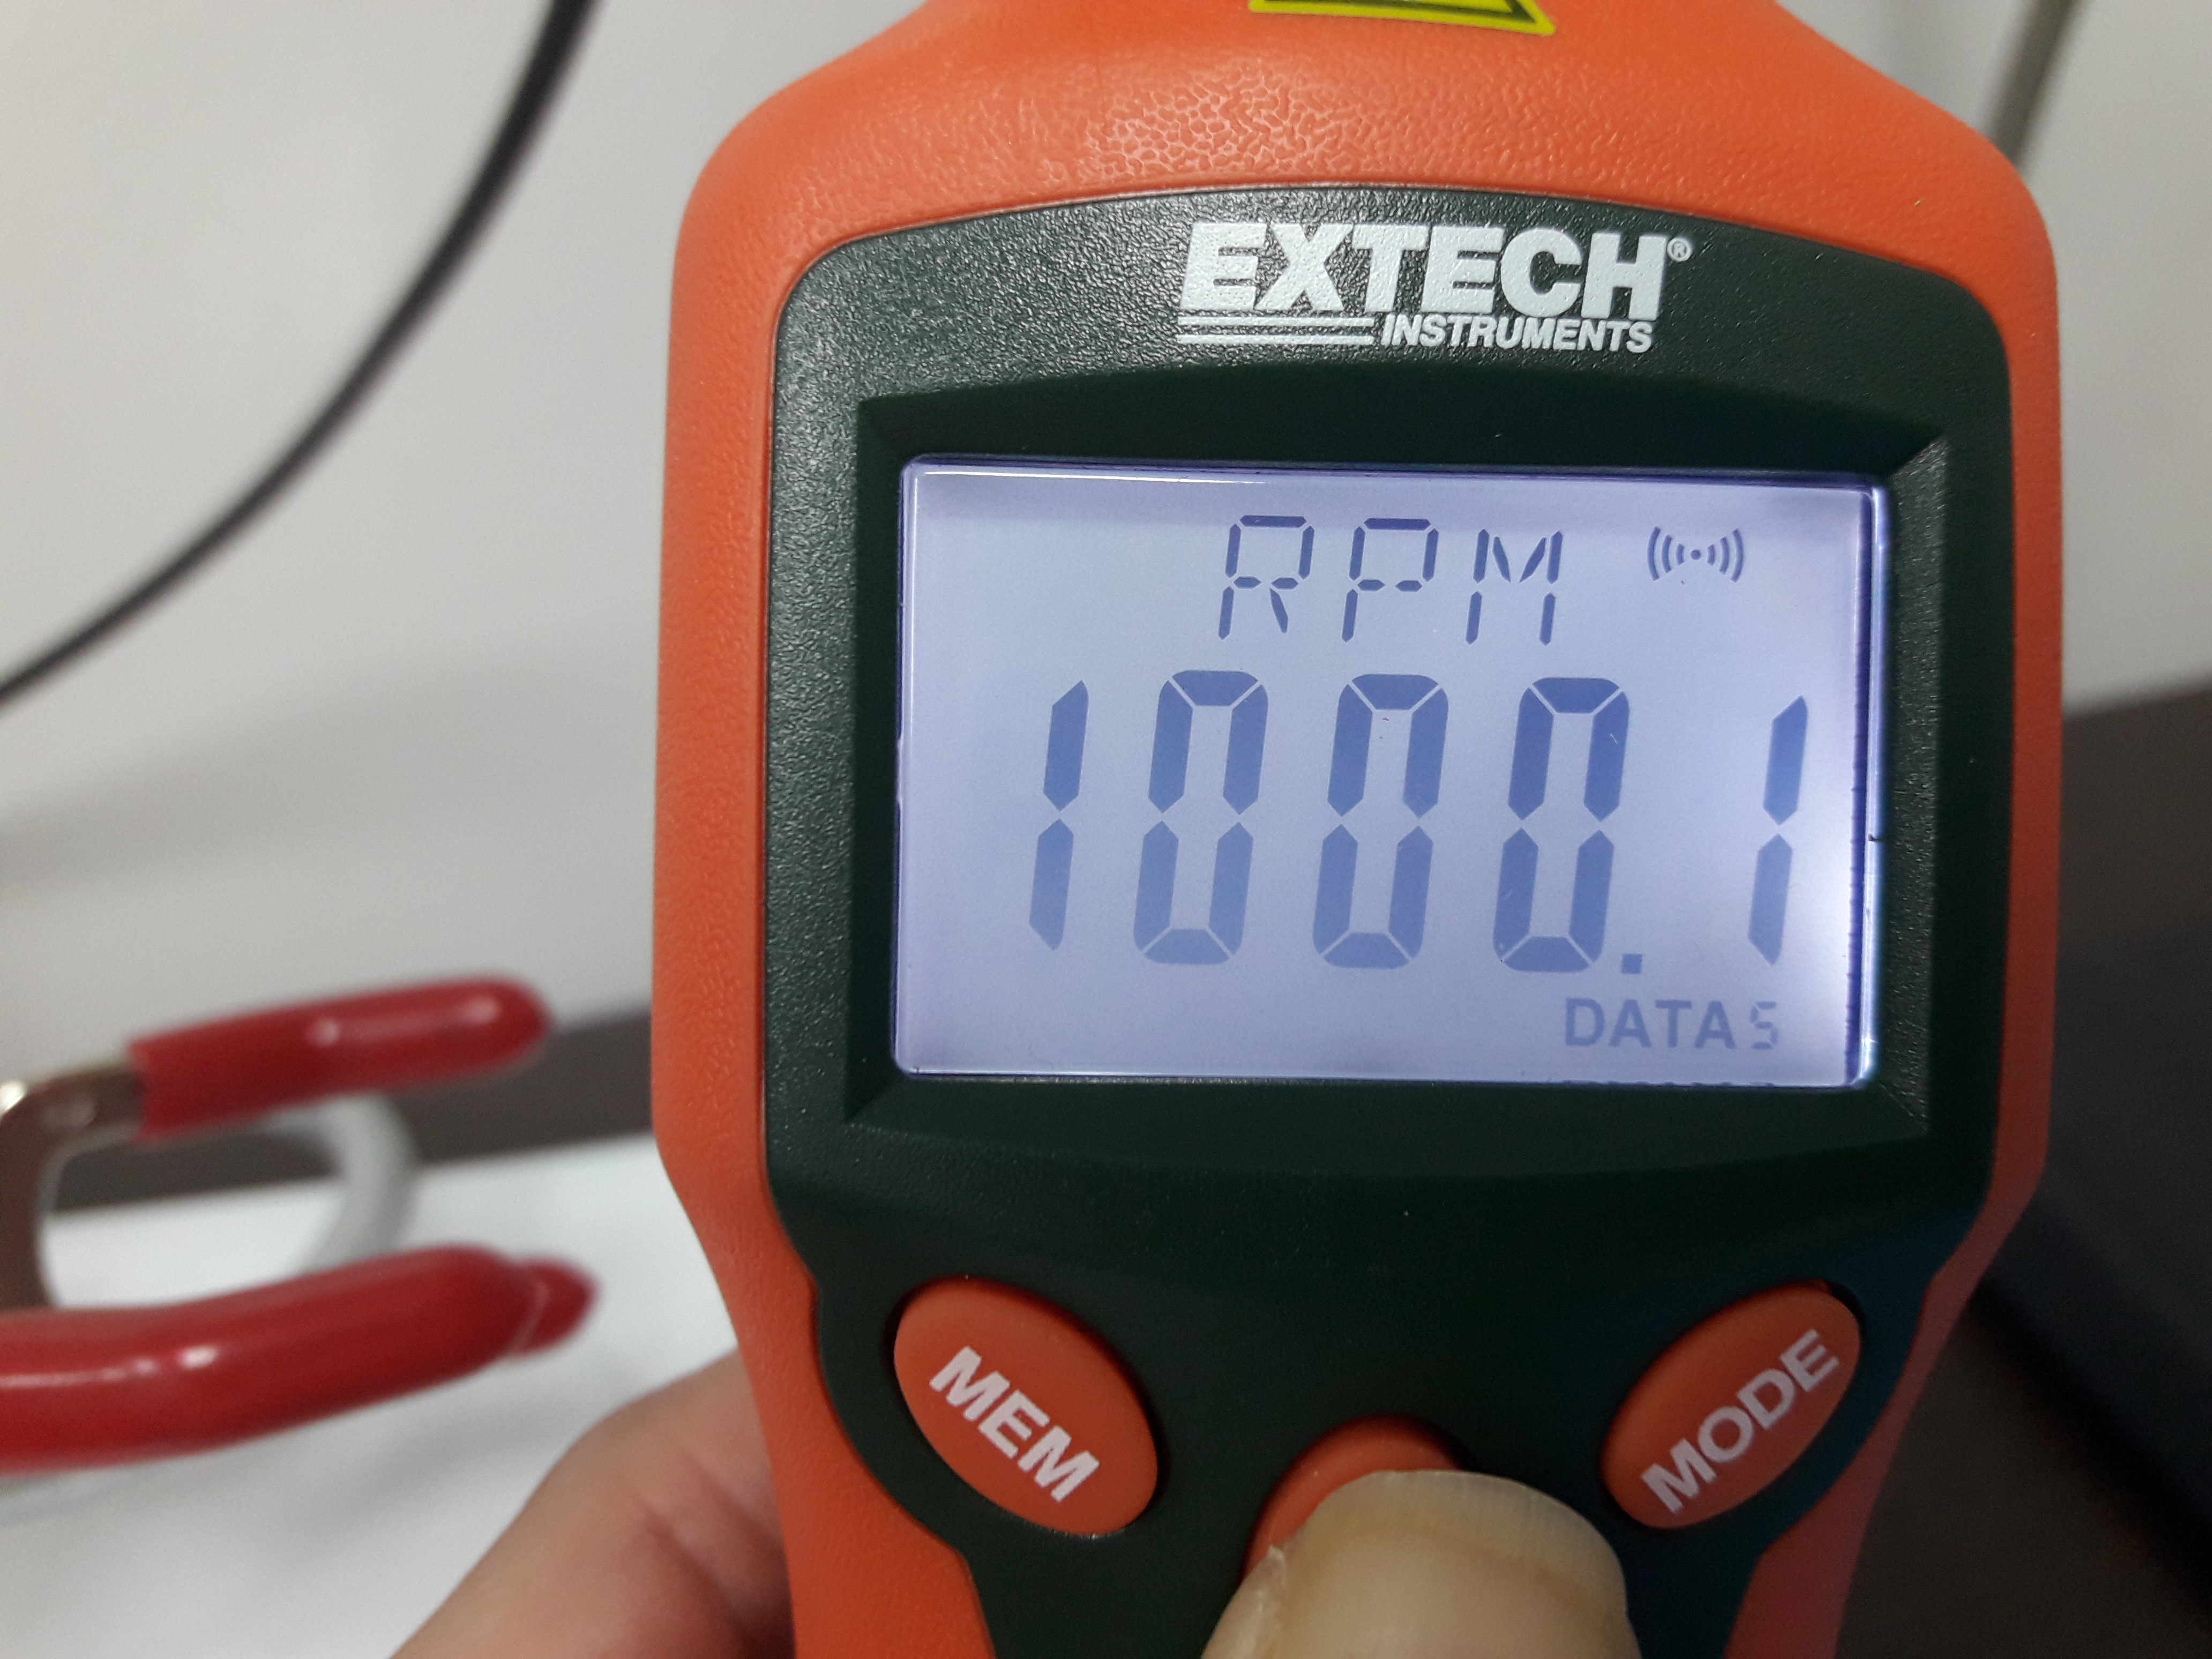 EXTECH®
INSTRUMENTS
RPM
1000.1
DATA 5
MEM
MODE